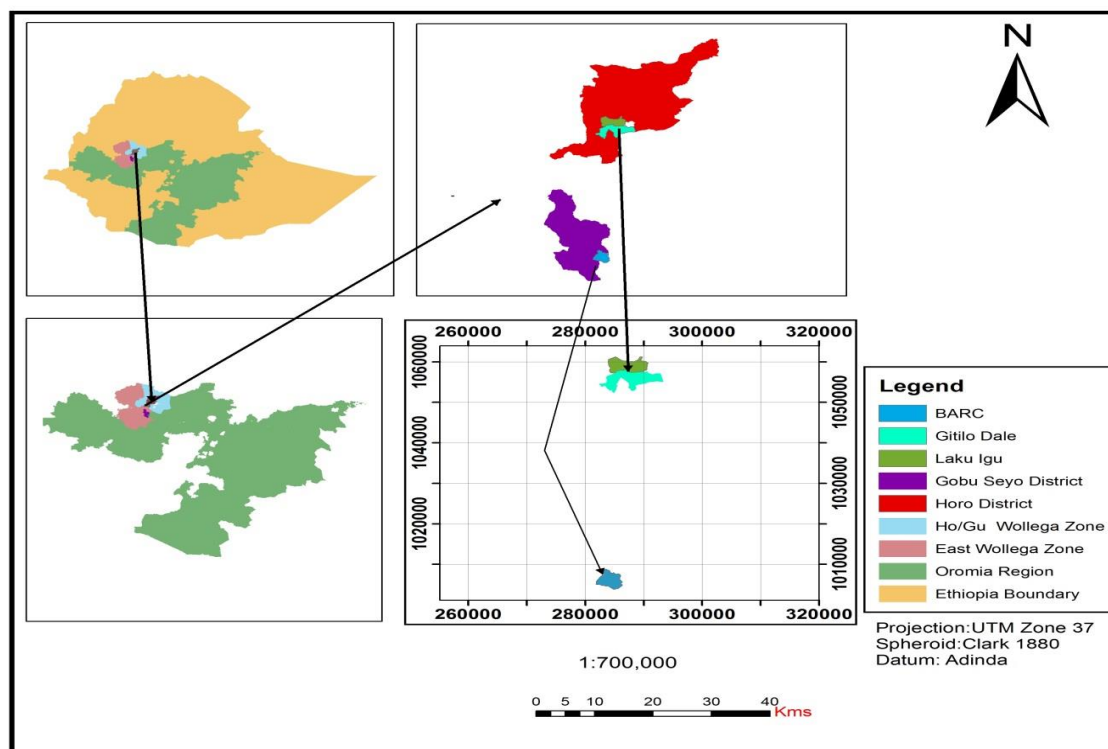 N
260000 280000 300000 320000
1060000
1040000
1020000
1050000
1030000
1010000
260000 280000 300000 320000
Legend
BARC
Gitilo Dale
Laku Igu
Gobu Seyo District
Horo District
Ho/Gu Wollega Zone
East Wollega Zone
Oromia Region
Ethiopia Boundary
Projection:UTM Zone 37
Spheroid:Clark 1880
Datum: Adinda
1:700,000
0 5 10 20 30 40
Kms